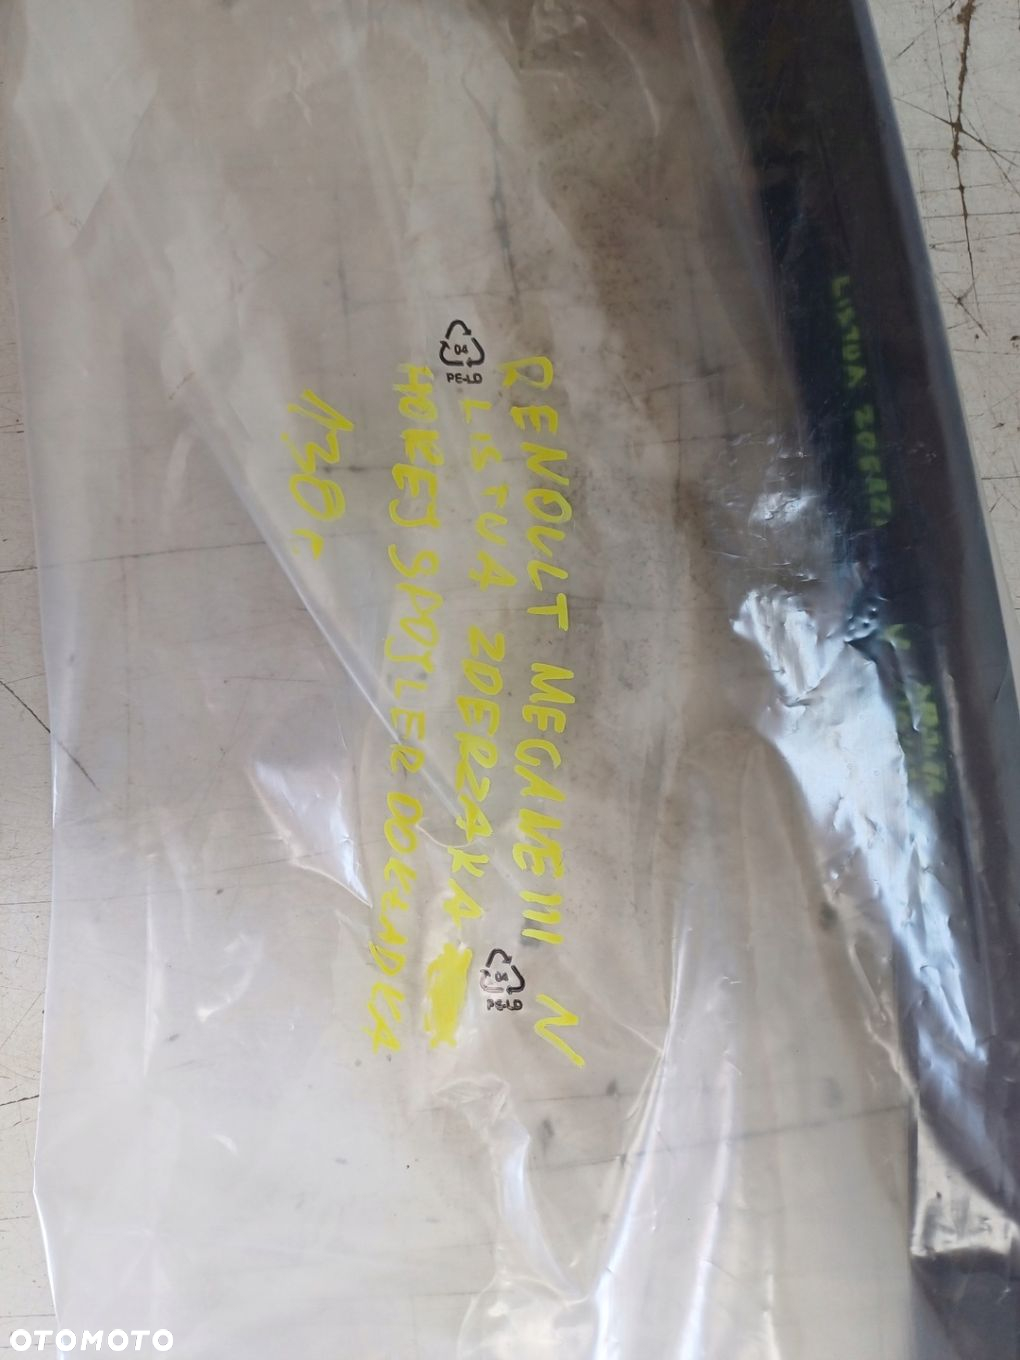 RENOULT MEGANE III N
LISTWA ZDERZAKA
HOKEJ SPOJLER DOKŁADKA
130,-
04
PE-LD
04
PE-LD
LISTWA ZDERZ
OTOMOTO